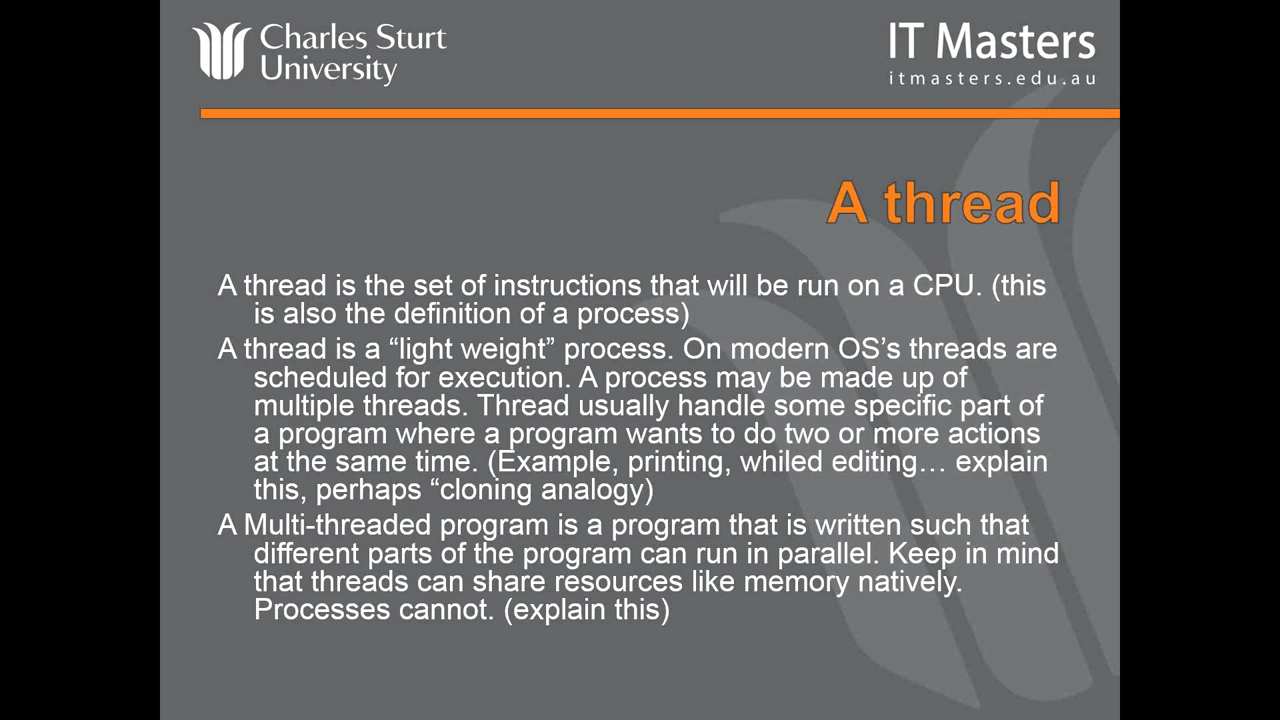 Charles Sturt
University
IT Masters
itmasters.edu.au
A thread
A thread is the set of instructions that will be run on a CPU. (this
is also the definition of a process)
A thread is a “light weight” process. On modern OS’s threads are
scheduled for execution. A process may be made up of
multiple threads. Thread usually handle some specific part of
a program where a program wants to do two or more actions
at the same time. (Example, printing, whiled editing… explain
this, perhaps “cloning analogy)
A Multi-threaded program is a program that is written such that
different parts of the program can run in parallel. Keep in mind
that threads can share resources like memory natively.
Processes cannot. (explain this)